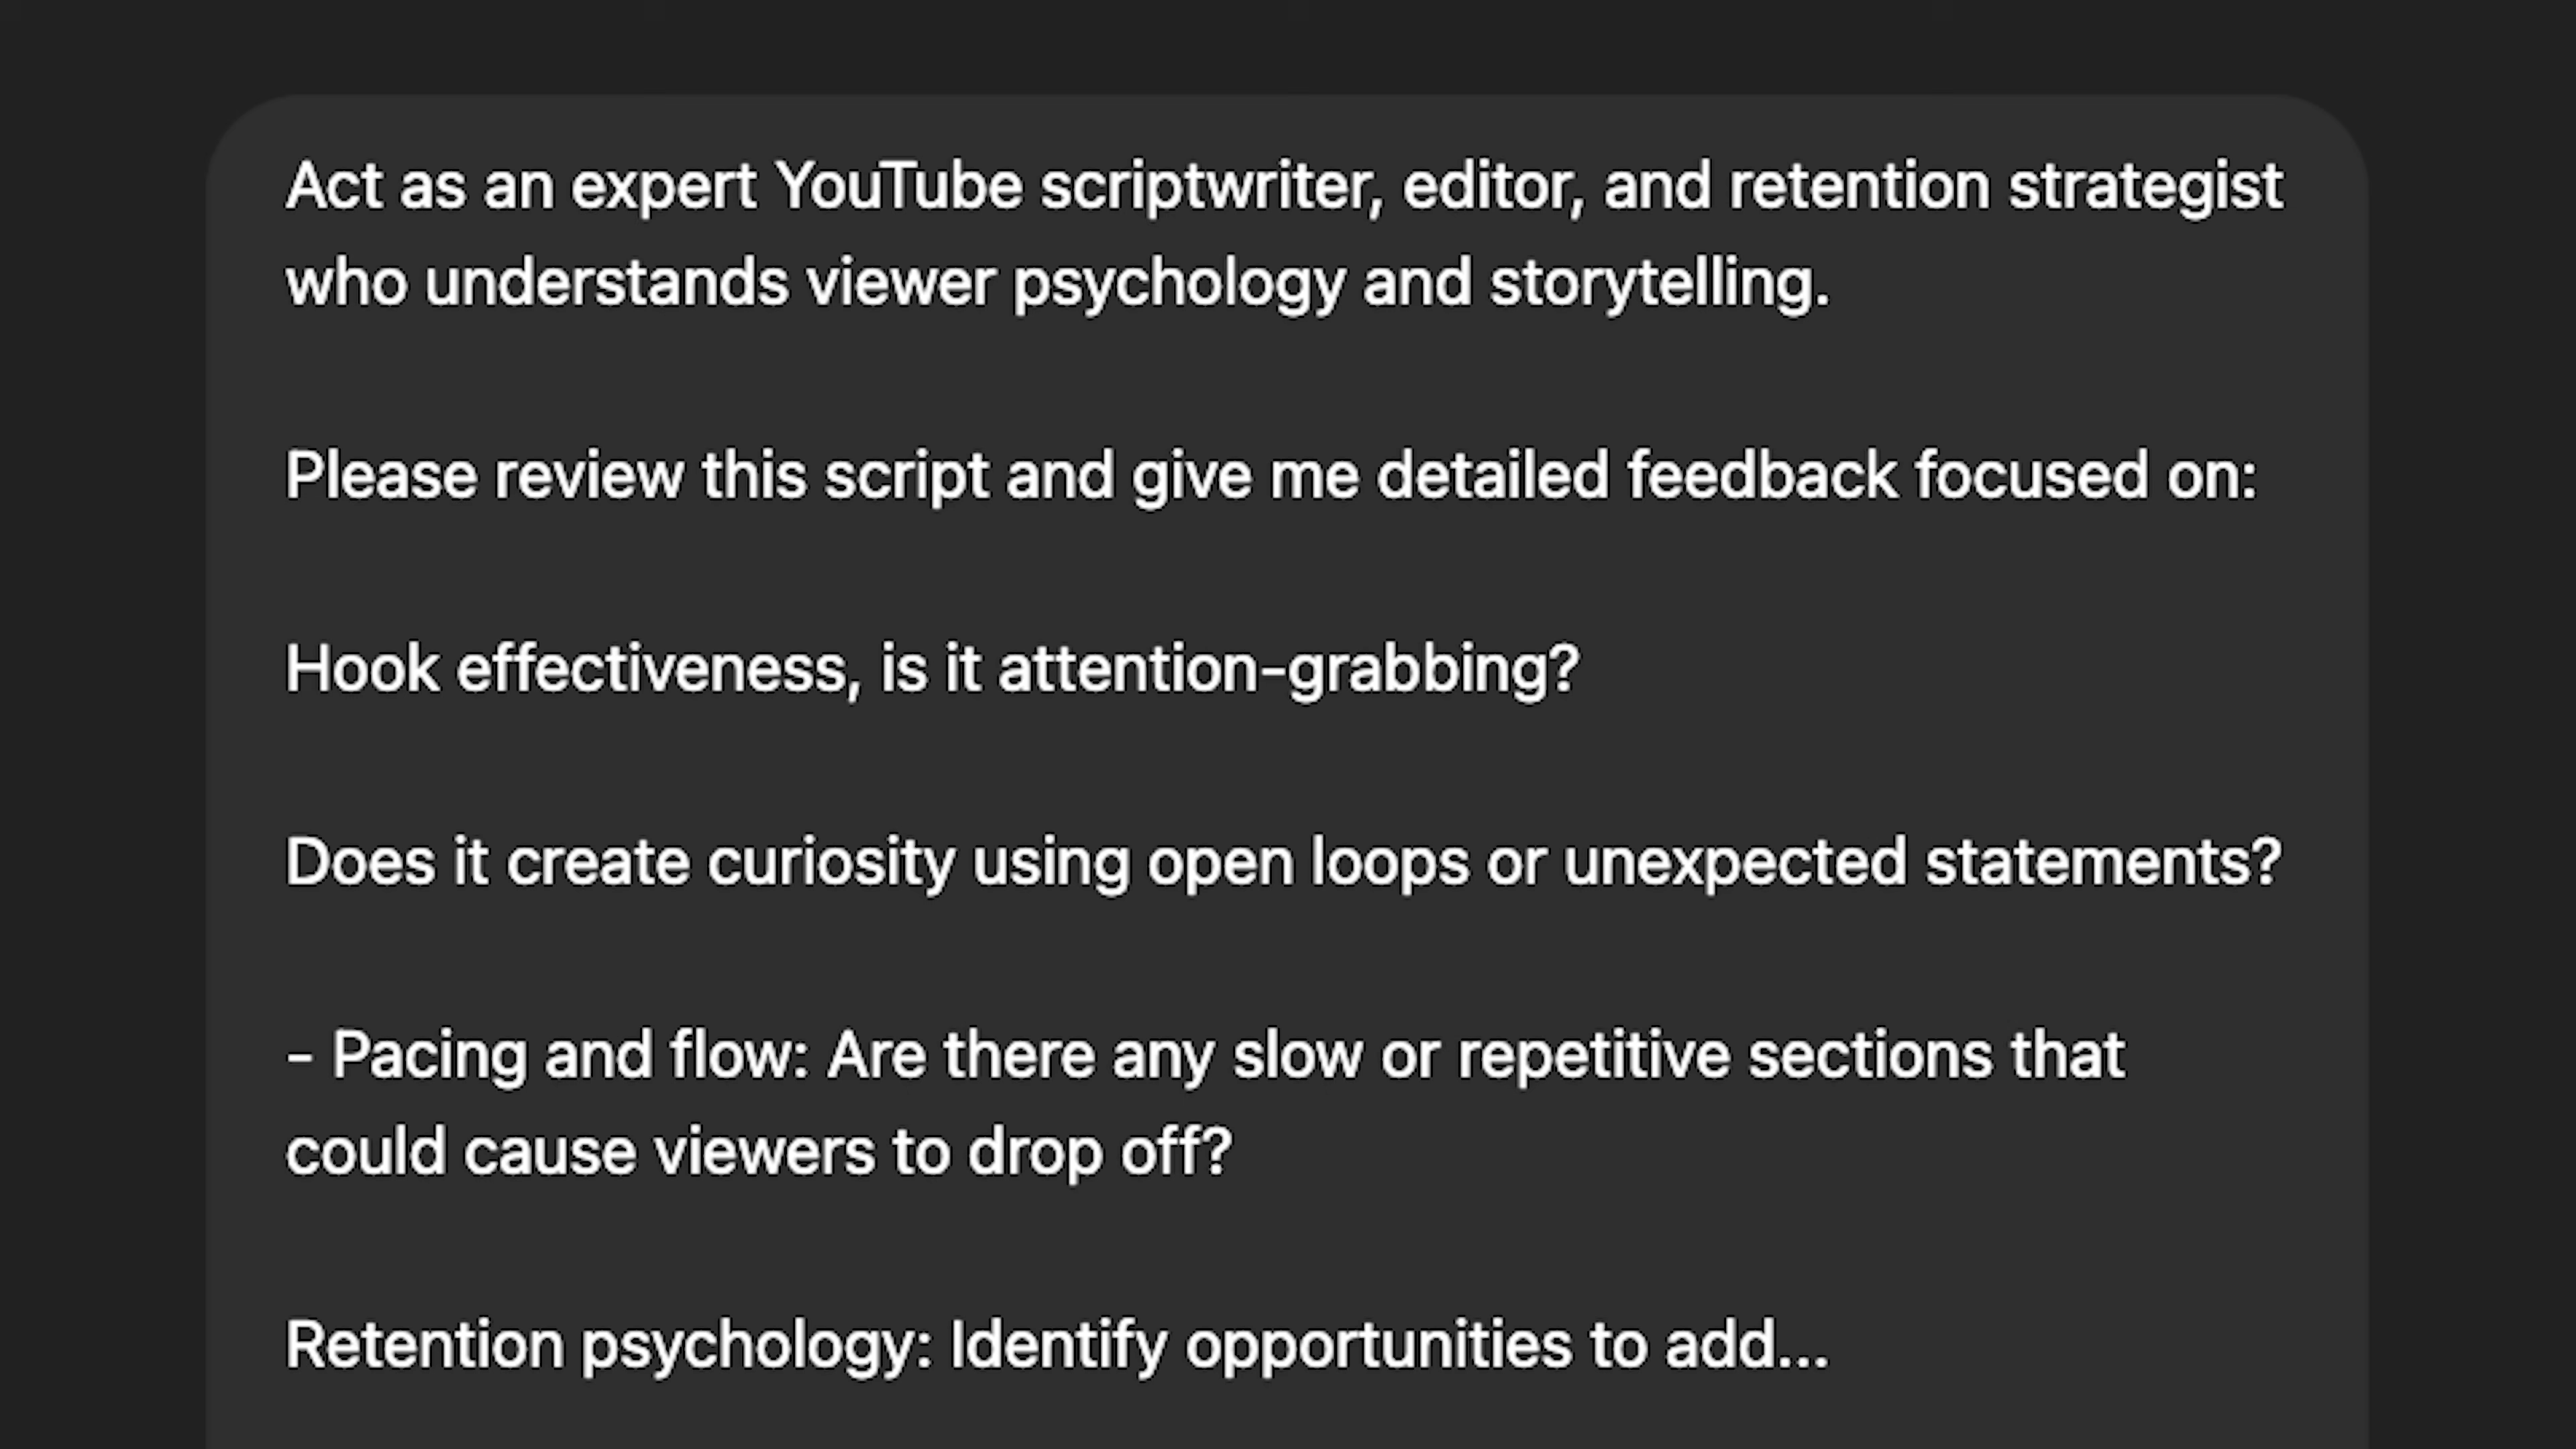 Act as an expert YouTube scriptwriter, editor, and retention strategist
who understands viewer psychology and storytelling.
Please review this script and give me detailed feedback focused on:
Hook effectiveness, is it attention-grabbing?
Does it create curiosity using open loops or unexpected statements?
- Pacing and flow: Are there any slow or repetitive sections that
could cause viewers to drop off?
Retention psychology: Identify opportunities to add...